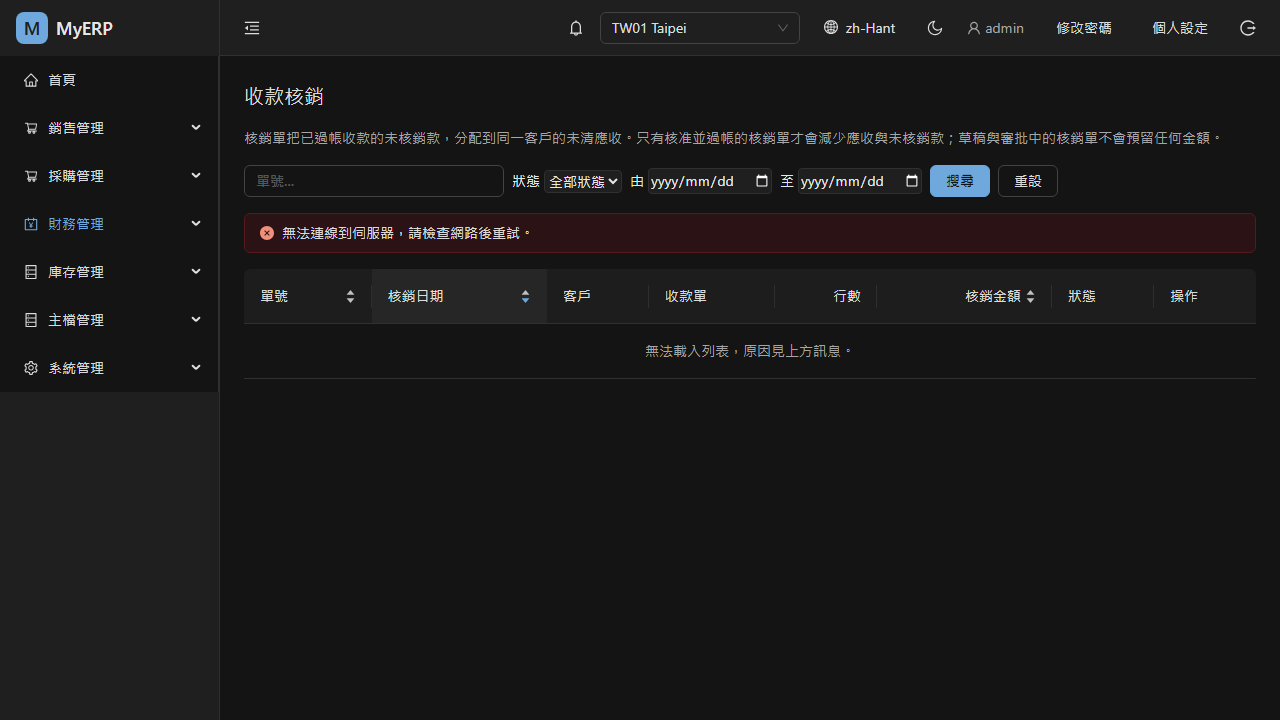 M MyERP
TW01 Taipei
zh-Hant
admin
修改密碼
個人設定
首頁
銷售管理
採購管理
財務管理
庫存管理
主檔管理
系統管理
收款核銷
核銷單把已過帳收款的未核銷款，分配到同一客戶的未清應收。只有核准並過帳的核銷單才會減少應收與未核銷款；草稿與審批中的核銷單不會預留任何金額。
單號...
狀態 全部狀態 由 yyyy/mm/dd 至 yyyy/mm/dd 搜尋 重設
無法連線到伺服器，請檢查網路後重試。
單號 核銷日期 客戶 收款單 行數 核銷金額 狀態 操作
無法載入列表，原因見上方訊息。